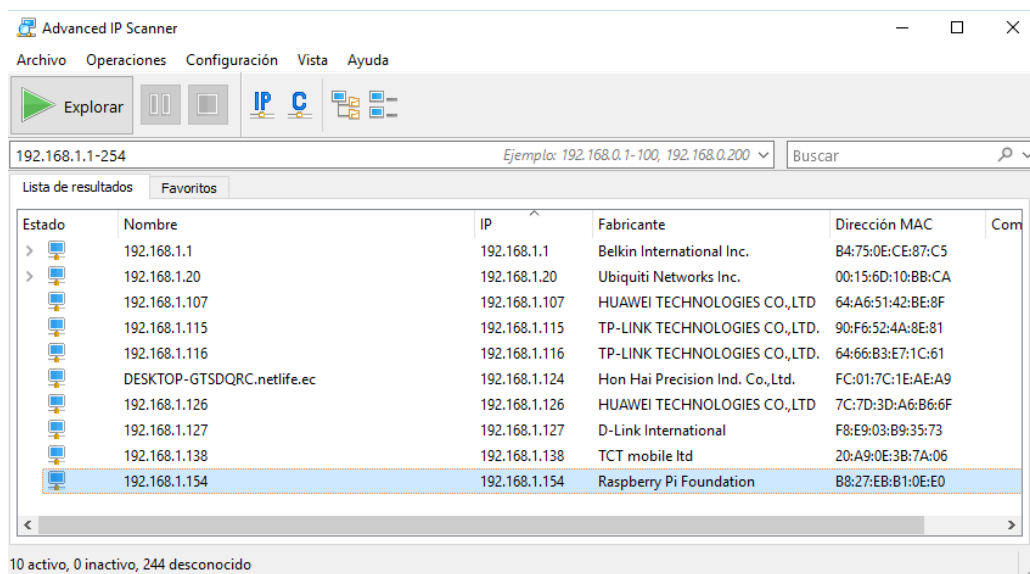 Advanced IP Scanner
Archivo Operaciones Configuración Vista Ayuda
Explorar IP C
192.168.1.1-254 Ejemplo: 192.168.0.1-100, 192.168.0.200 Buscar
Lista de resultados Favoritos
Estado Nombre IP Fabricante Dirección MAC Com
192.168.1.1 192.168.1.1 Belkin International Inc. B4:75:0E:CE:87:C5
192.168.1.20 192.168.1.20 Ubiquiti Networks Inc. 00:15:6D:10:BB:CA
192.168.1.107 192.168.1.107 HUAWEI TECHNOLOGIES CO.,LTD 64:A6:51:42:BE:8F
192.168.1.115 192.168.1.115 TP-LINK TECHNOLOGIES CO.,LTD. 90:F6:52:4A:8E:81
192.168.1.116 192.168.1.116 TP-LINK TECHNOLOGIES CO.,LTD. 64:66:B3:E7:1C:61
DESKTOP-GTSDQRC.netlife.ec 192.168.1.124 Hon Hai Precision Ind. Co.,Ltd. FC:01:7C:1E:AE:A9
192.168.1.126 192.168.1.126 HUAWEI TECHNOLOGIES CO.,LTD 7C:7D:3D:A6:B6:6F
192.168.1.127 192.168.1.127 D-Link International F8:E9:03:B9:35:73
192.168.1.138 192.168.1.138 TCT mobile ltd 20:A9:0E:3B:7A:06
192.168.1.154 192.168.1.154 Raspberry Pi Foundation B8:27:EB:B1:0E:E0
10 activo, 0 inactivo, 244 desconocido